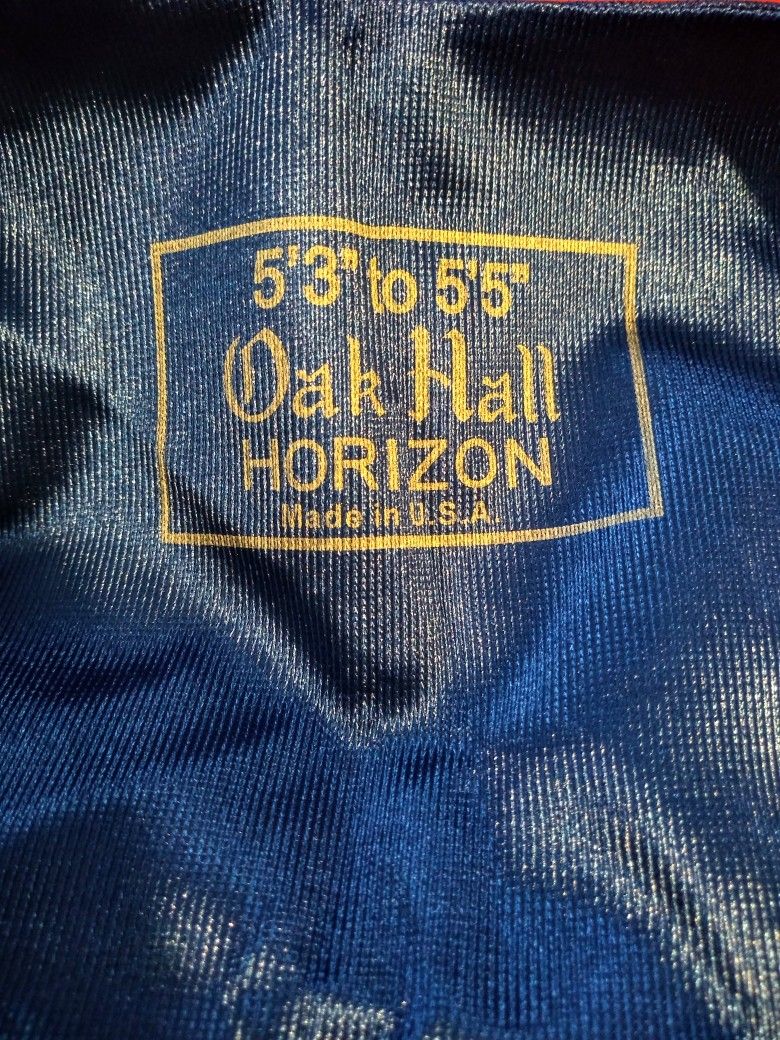 5'3" to 5'5"
Oak Hall
HORIZON
Made in U.S.A.